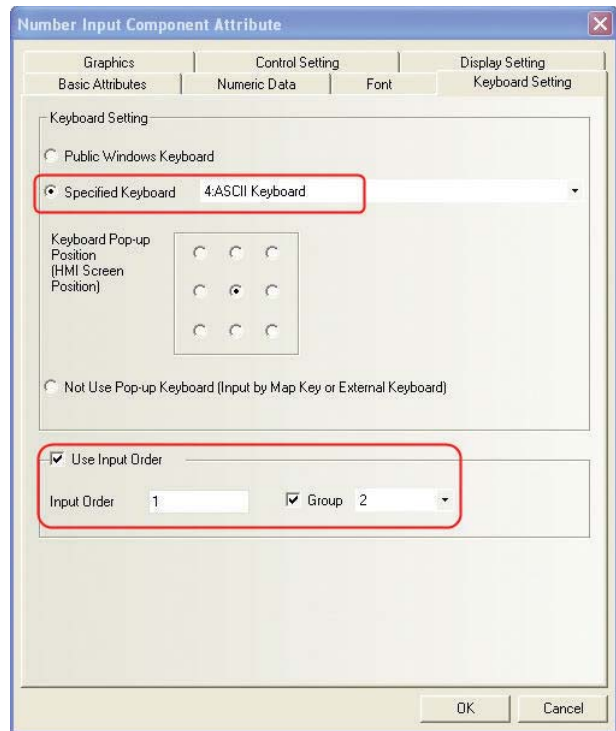 Number Input Component Attribute
Graphics Control Setting Display Setting
Basic Attributes Numeric Data Font Keyboard Setting
Keyboard Setting
Public Windows Keyboard
Specified Keyboard 4:ASCII Keyboard
Keyboard Pop-up
Position
(HMI Screen
Position)
Not Use Pop-up Keyboard (Input by Map Key or External Keyboard)
Use Input Order
Input Order 1 Group 2
OK Cancel